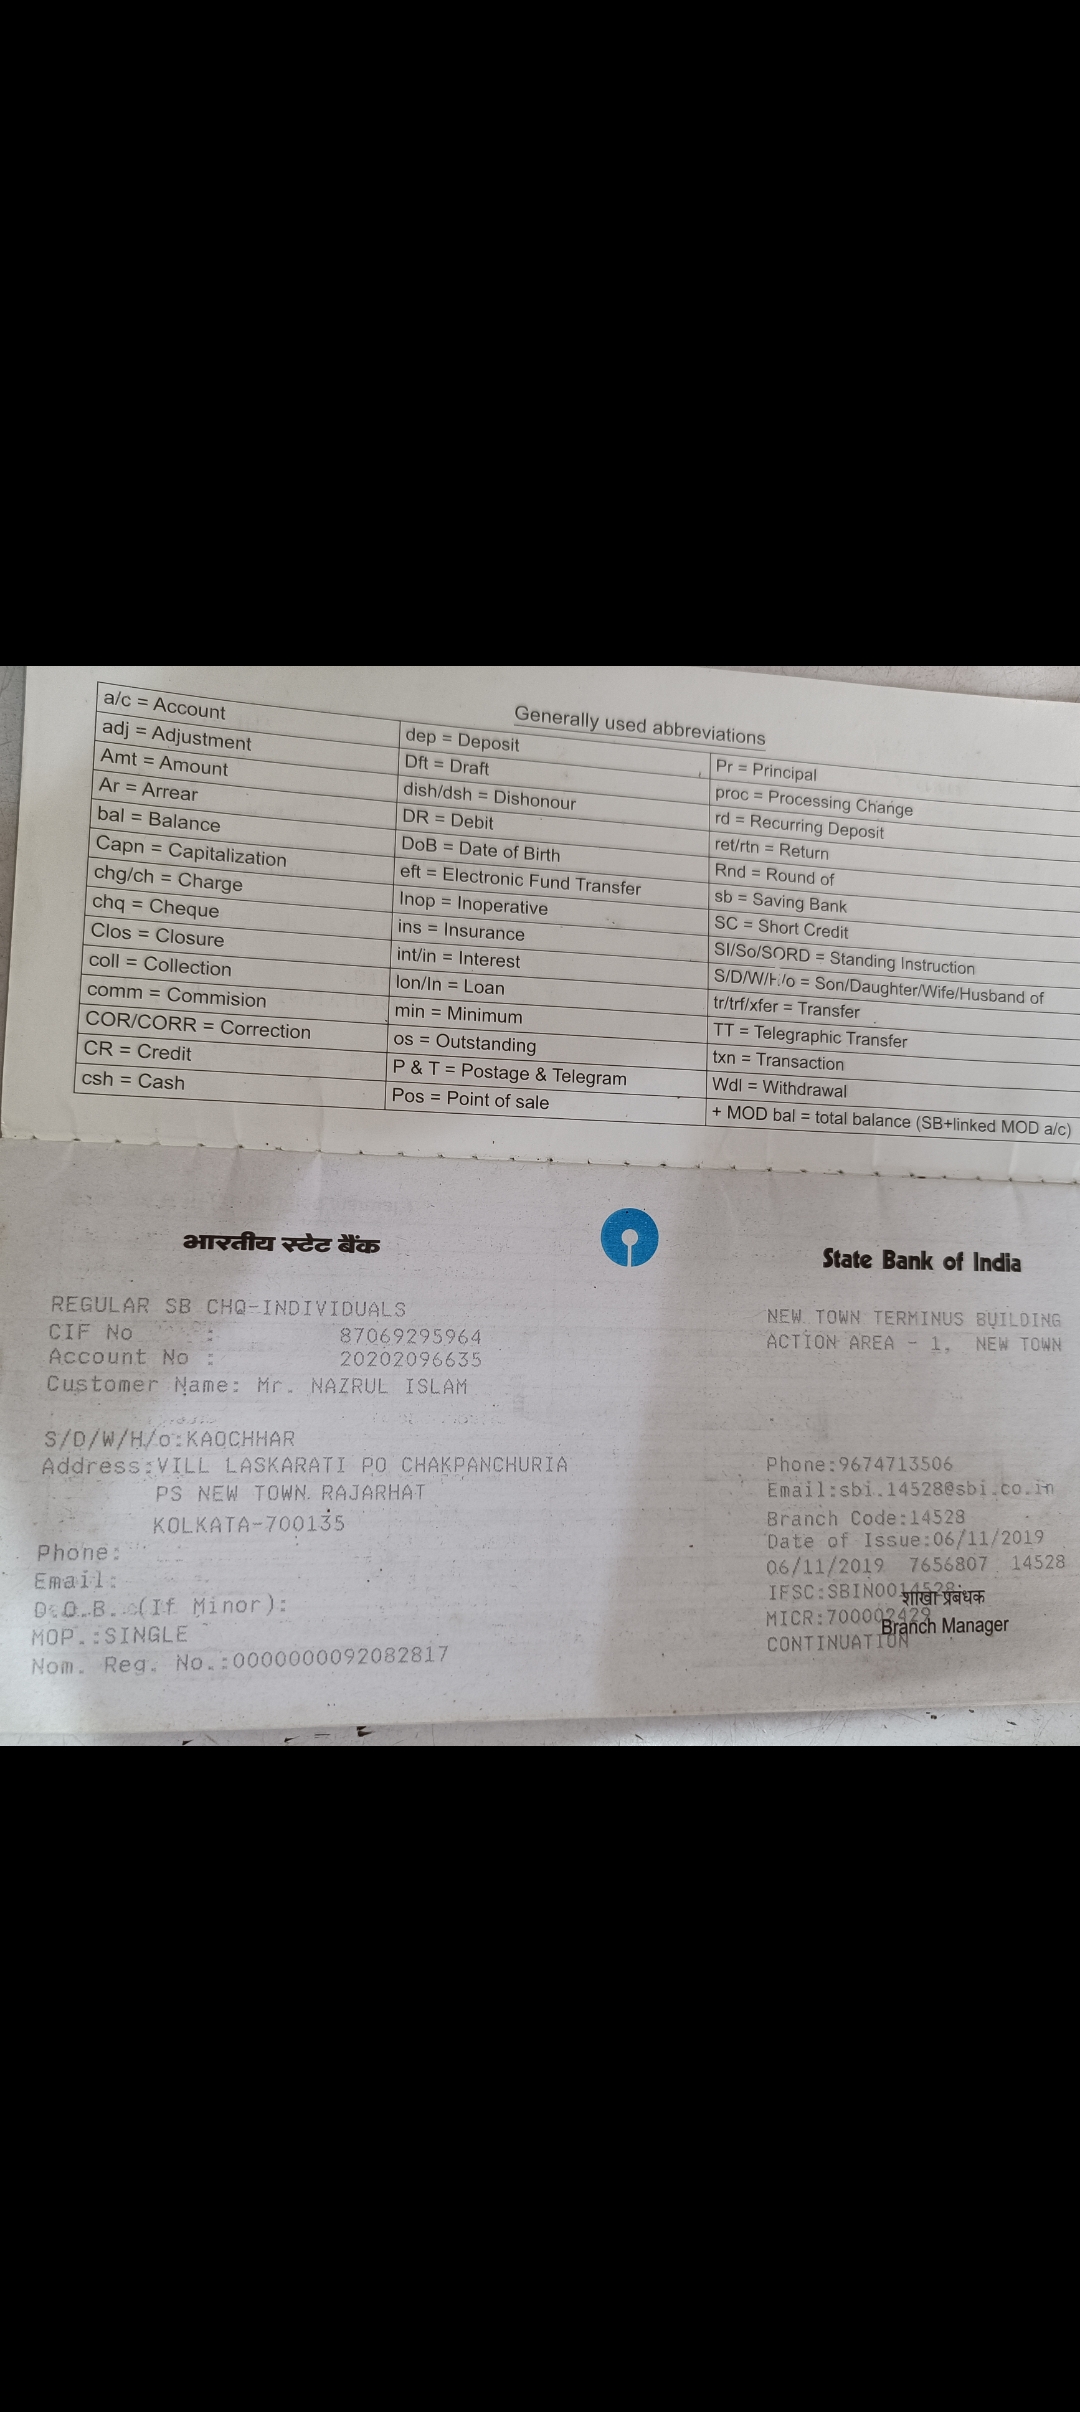 Generally used abbreviations
a/c = Account
adj = Adjustment
Amt = Amount
Ar = Arrear
bal = Balance
Capn = Capitalization
chg/ch = Charge
chq = Cheque
Clos = Closure
coll = Collection
comm = Commision
COR/CORR = Correction
CR = Credit
csh = Cash
dep = Deposit
Dft = Draft
dish/dsh = Dishonour
DR = Debit
DoB = Date of Birth
eft = Electronic Fund Transfer
Inop = Inoperative
ins = Insurance
int/in = Interest
lon/ln = Loan
min = Minimum
os = Outstanding
P & T = Postage & Telegram
Pos = Point of sale
Pr = Principal
proc = Processing Change
rd = Recurring Deposit
ret/rtn = Return
Rnd = Round of
sb = Saving Bank
SC = Short Credit
SI/So/SORD = Standing Instruction
S/D/W/H/o = Son/Daughter/Wife/Husband of
tr/trf/xfer = Transfer
TT = Telegraphic Transfer
txn = Transaction
Wdl = Withdrawal
+ MOD bal = total balance (SB+linked MOD a/c)
भारतीय स्टेट बैंक
State Bank of India
REGULAR SB CHQ-INDIVIDUALS
CIF No : 87069295964
Account No : 20202096635
Customer Name: Mr. NAZRUL ISLAM
S/D/W/H/o:KAOCHHAR
Address:VILL LASKARATI PO CHAKPANCHURIA
PS NEW TOWN RAJARHAT
KOLKATA-700135
Phone:
Email:
D.O.B. (If Minor):
MOP.:SINGLE
Nom. Reg. No.:0000000092082817
NEW TOWN TERMINUS BUILDING
ACTION AREA - 1, NEW TOWN
Phone:9674713506
Email:sbi.14528@sbi.co.in
Branch Code:14528
Date of Issue:06/11/2019
06/11/2019 7656807 14528
IFSC:SBIN0014528
शाखा प्रबंधक
MICR:700002429
Branch Manager
CONTINUATION